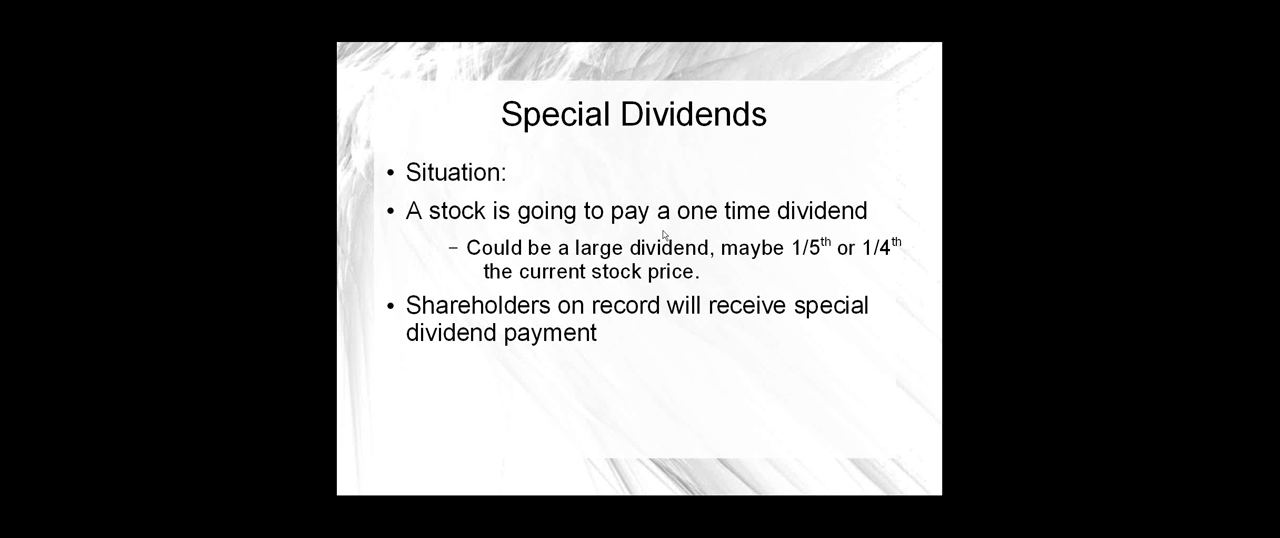 Special Dividends
• Situation:
• A stock is going to pay a one time dividend
– Could be a large dividend, maybe 1/5th or 1/4th
the current stock price.
• Shareholders on record will receive special
dividend payment